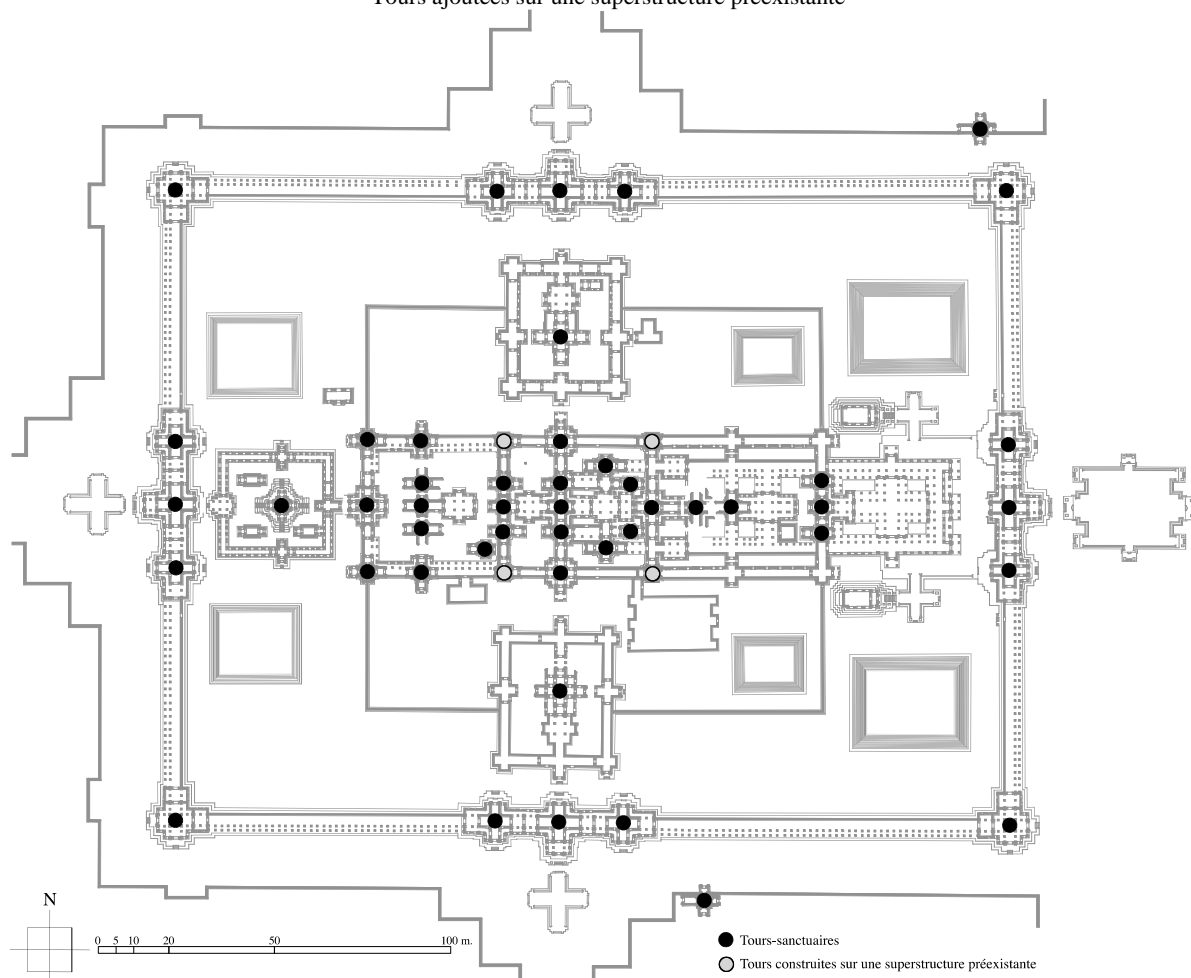 Tours ajoutées sur une superstructure préexistante
N
0 5 10 20 50 100 m.
Tours-sanctuaires
Tours construites sur une superstructure préexistante